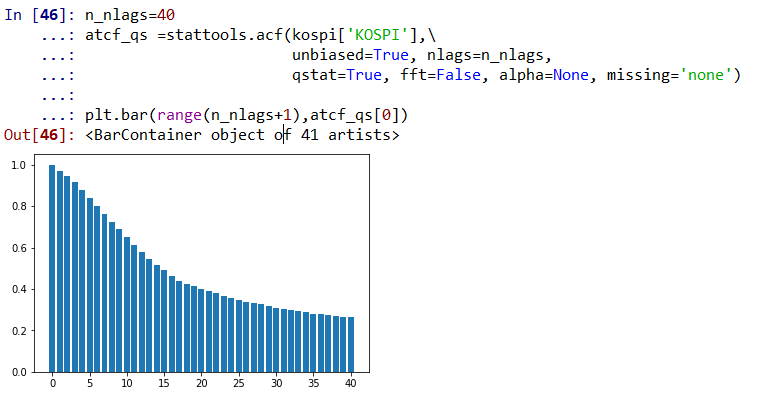 In [46]: n_nlags=40
...: atcf_qs =stattools.acf(kospi['KOSPI'],\
...: unbiased=True, nlags=n_nlags,
...: qstat=True, fft=False, alpha=None, missing='none')
...:
...: plt.bar(range(n_nlags+1),atcf_qs[0])
Out[46]: <BarContainer object of 41 artists>
1.0
0.8
0.6
0.4
0.2
0.0
0 5 10 15 20 25 30 35 40